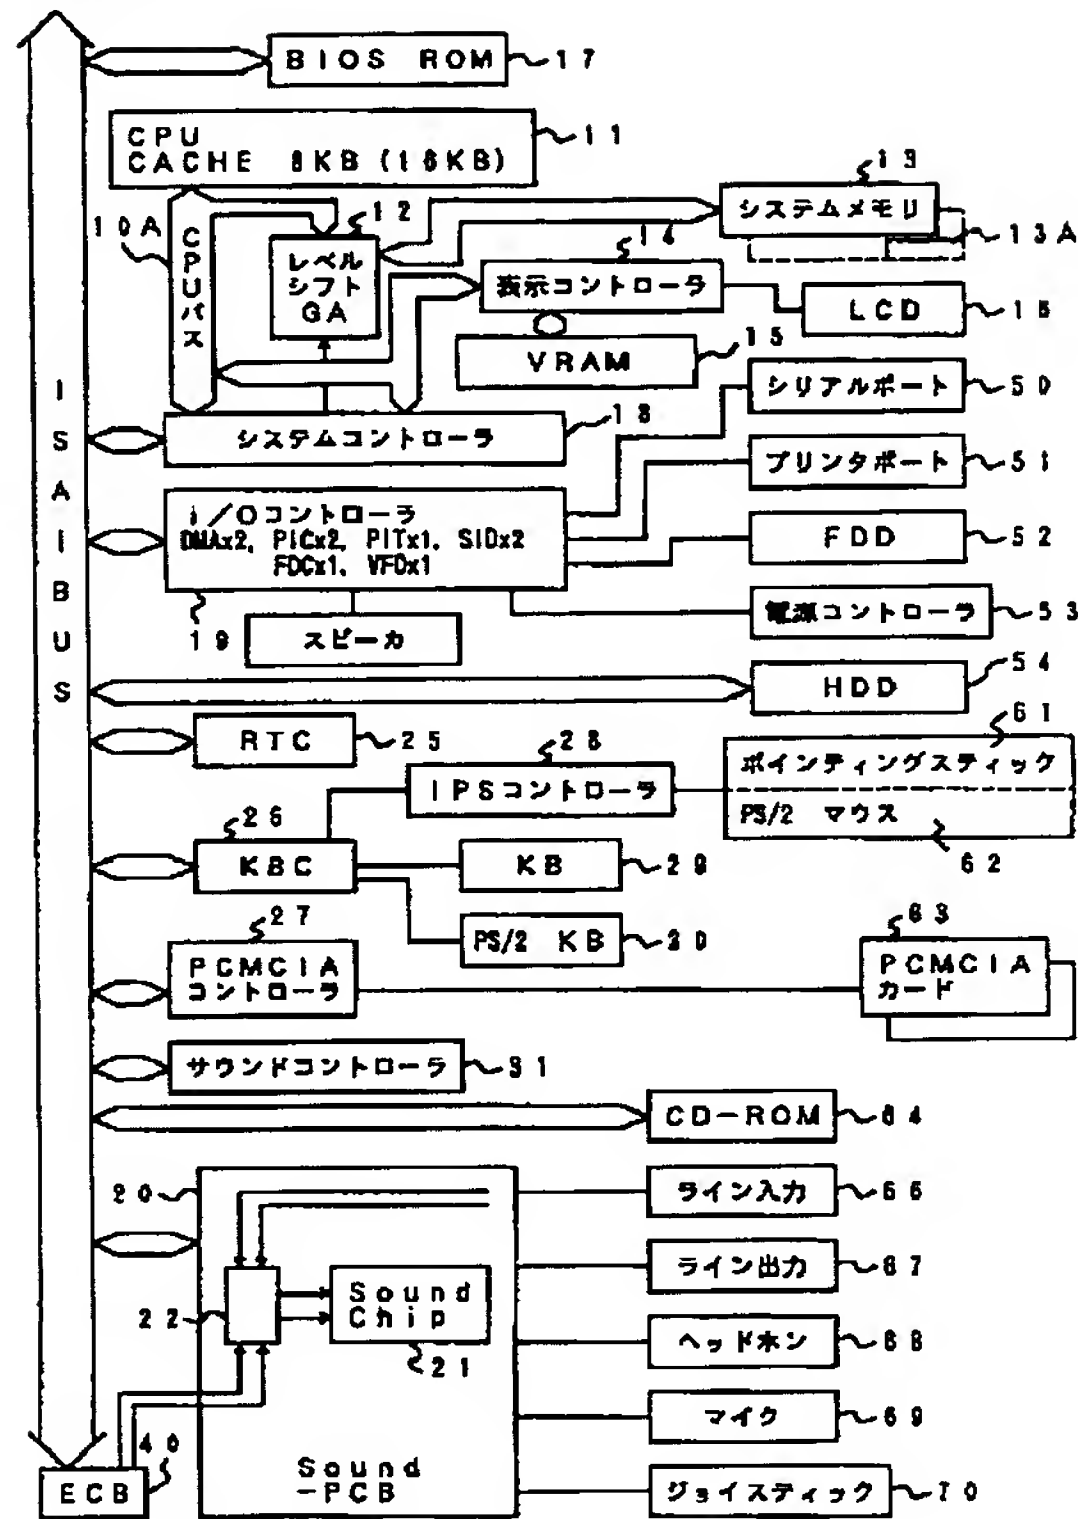 BIOS ROM
17
CPU
CACHE 8KB (16KB)
11
10A
CPUバス
12
レベル
シフト
GA
システムメモリ
13
13A
14
表示コントローラ
LCD
16
VRAM
15
シリアルポート
50
システムコントローラ
18
プリンタポート
51
I/Oコントローラ
DMAx2, PICx2, PITx1, SIOx2
FDCx1, VFOx1
19
FDD
52
ISA BUS
スピーカ
電源コントローラ
53
HDD
54
RTC
25
28
IPSコントローラ
61
ポインティングスティック
PS/2 マウス
62
26
KBC
KB
29
PS/2 KB
30
27
PCMCIA
コントローラ
63
PCMCIA
カード
サウンドコントローラ
31
CD-ROM
64
20
ライン入力
66
ライン出力
67
22
Sound
Chip
21
ヘッドホン
68
マイク
69
40
ECB
Sound
-PCB
ジョイスティック
70